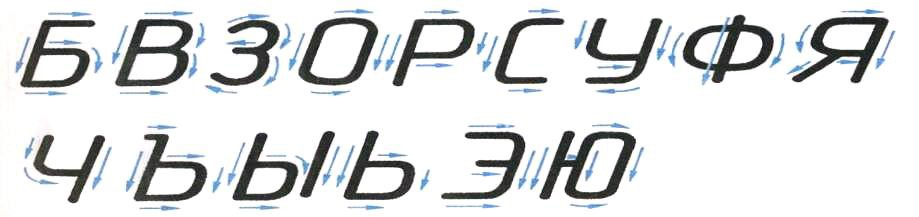 Б В З О Р С У Ф Я
Ч Ъ Ы Ь Э Ю